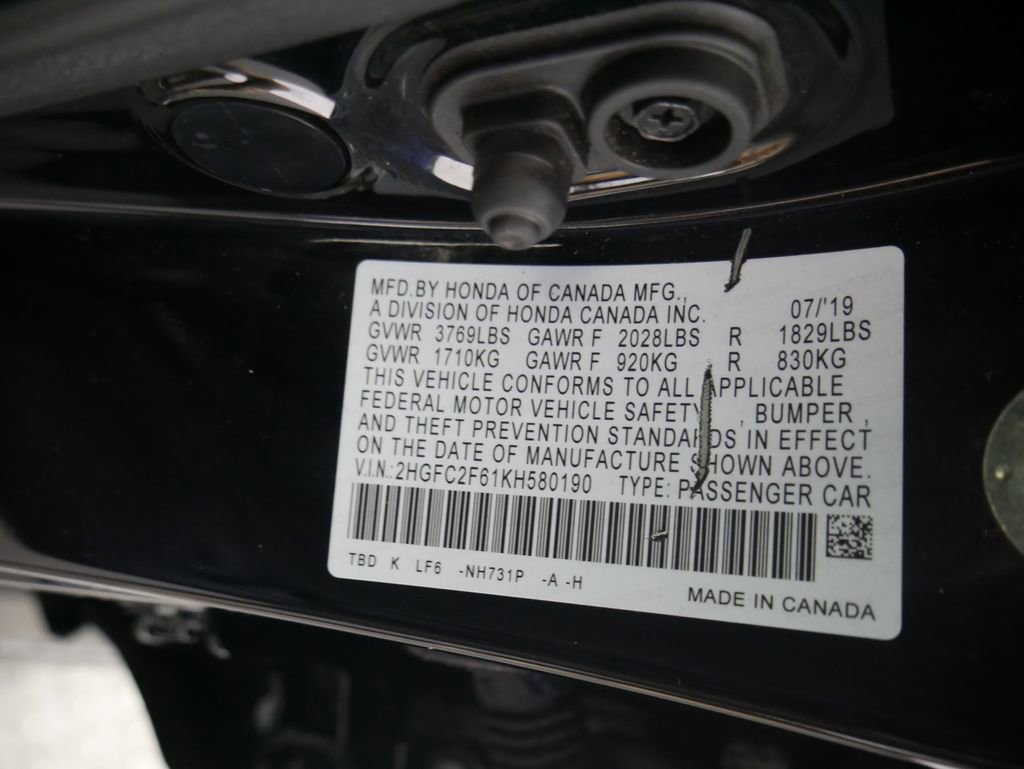 MFD.BY HONDA OF CANADA MFG.,
A DIVISION OF HONDA CANADA INC. 07/'19
GVWR 3769LBS GAWR F 2028LBS R 1829LBS
GVWR 1710KG GAWR F 920KG R 830KG
THIS VEHICLE CONFORMS TO ALL APPLICABLE
FEDERAL MOTOR VEHICLE SAFETY , BUMPER ,
AND THEFT PREVENTION STANDARDS IN EFFECT
ON THE DATE OF MANUFACTURE SHOWN ABOVE.
V.I.N.:2HGFC2F61KH580190 TYPE: PASSENGER CAR
TBD K LF6 -NH731P -A -H
MADE IN CANADA